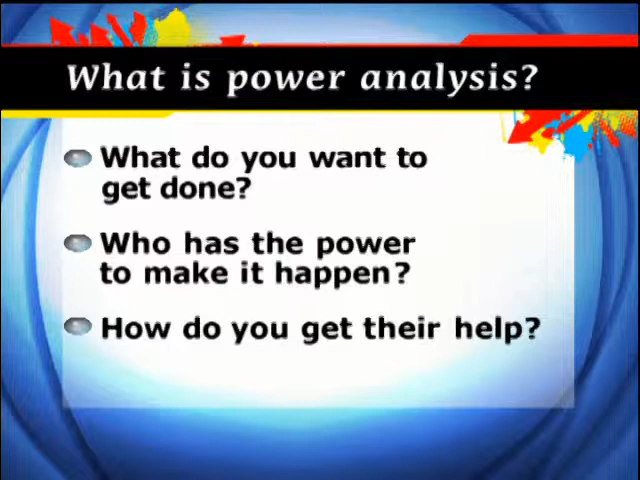 What is power analysis?
What do you want to
get done?
Who has the power
to make it happen?
How do you get their help?